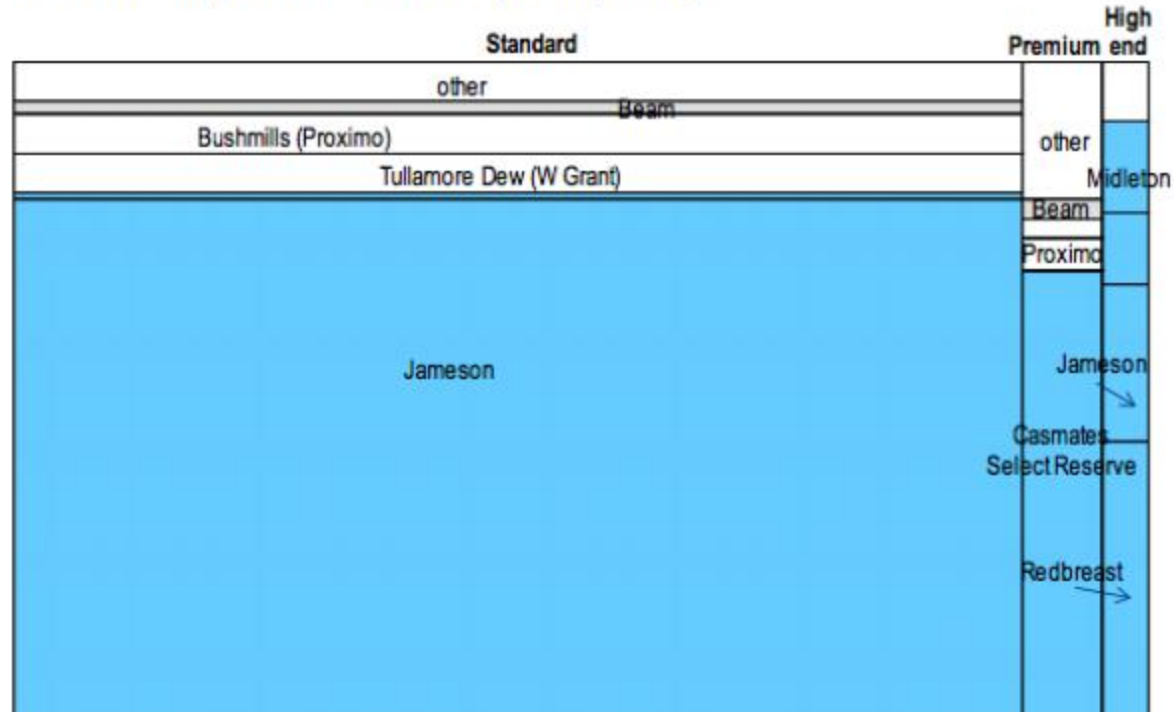 High
Standard
Premium end
other
Beam
Bushmills (Proximo)
other
Tullamore Dew (W Grant)
Midleton
Beam
Proximo
Jameson
Jameson
Casmates
Select Reserve
Redbreast